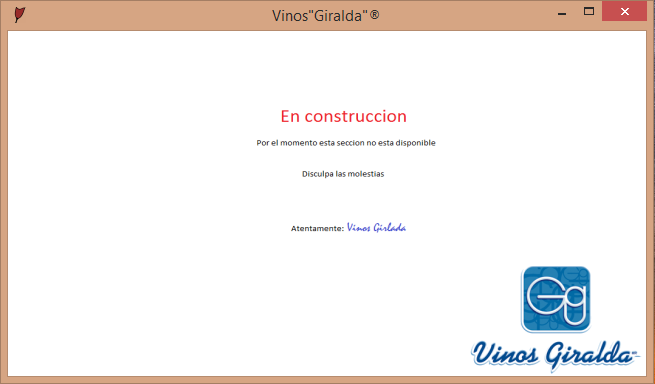 Vinos"Giralda"®
En construccion
Por el momento esta seccion no esta disponible
Disculpa las molestias
Atentamente: Vinos Girlada
Gg
Vinos Giralda